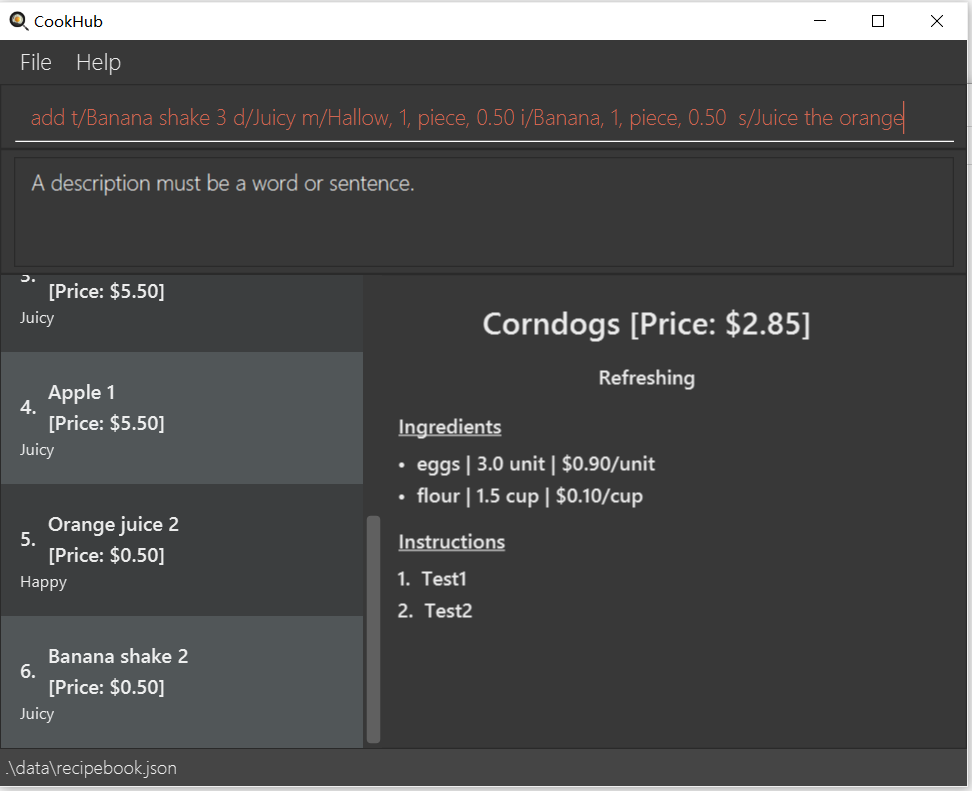 CookHub
File Help
add t/Banana shake 3 d/Juicy m/Hallow, 1, piece, 0.50 i/Banana, 1, piece, 0.50  s/Juice the orange
A description must be a word or sentence.
3.
[Price: $5.50]
Juicy
4. Apple 1
[Price: $5.50]
Juicy
5. Orange juice 2
[Price: $0.50]
Happy
6. Banana shake 2
[Price: $0.50]
Juicy
Corndogs [Price: $2.85]
Refreshing
Ingredients
• eggs | 3.0 unit | $0.90/unit
• flour | 1.5 cup | $0.10/cup
Instructions
1. Test1
2. Test2
.\data\recipebook.json